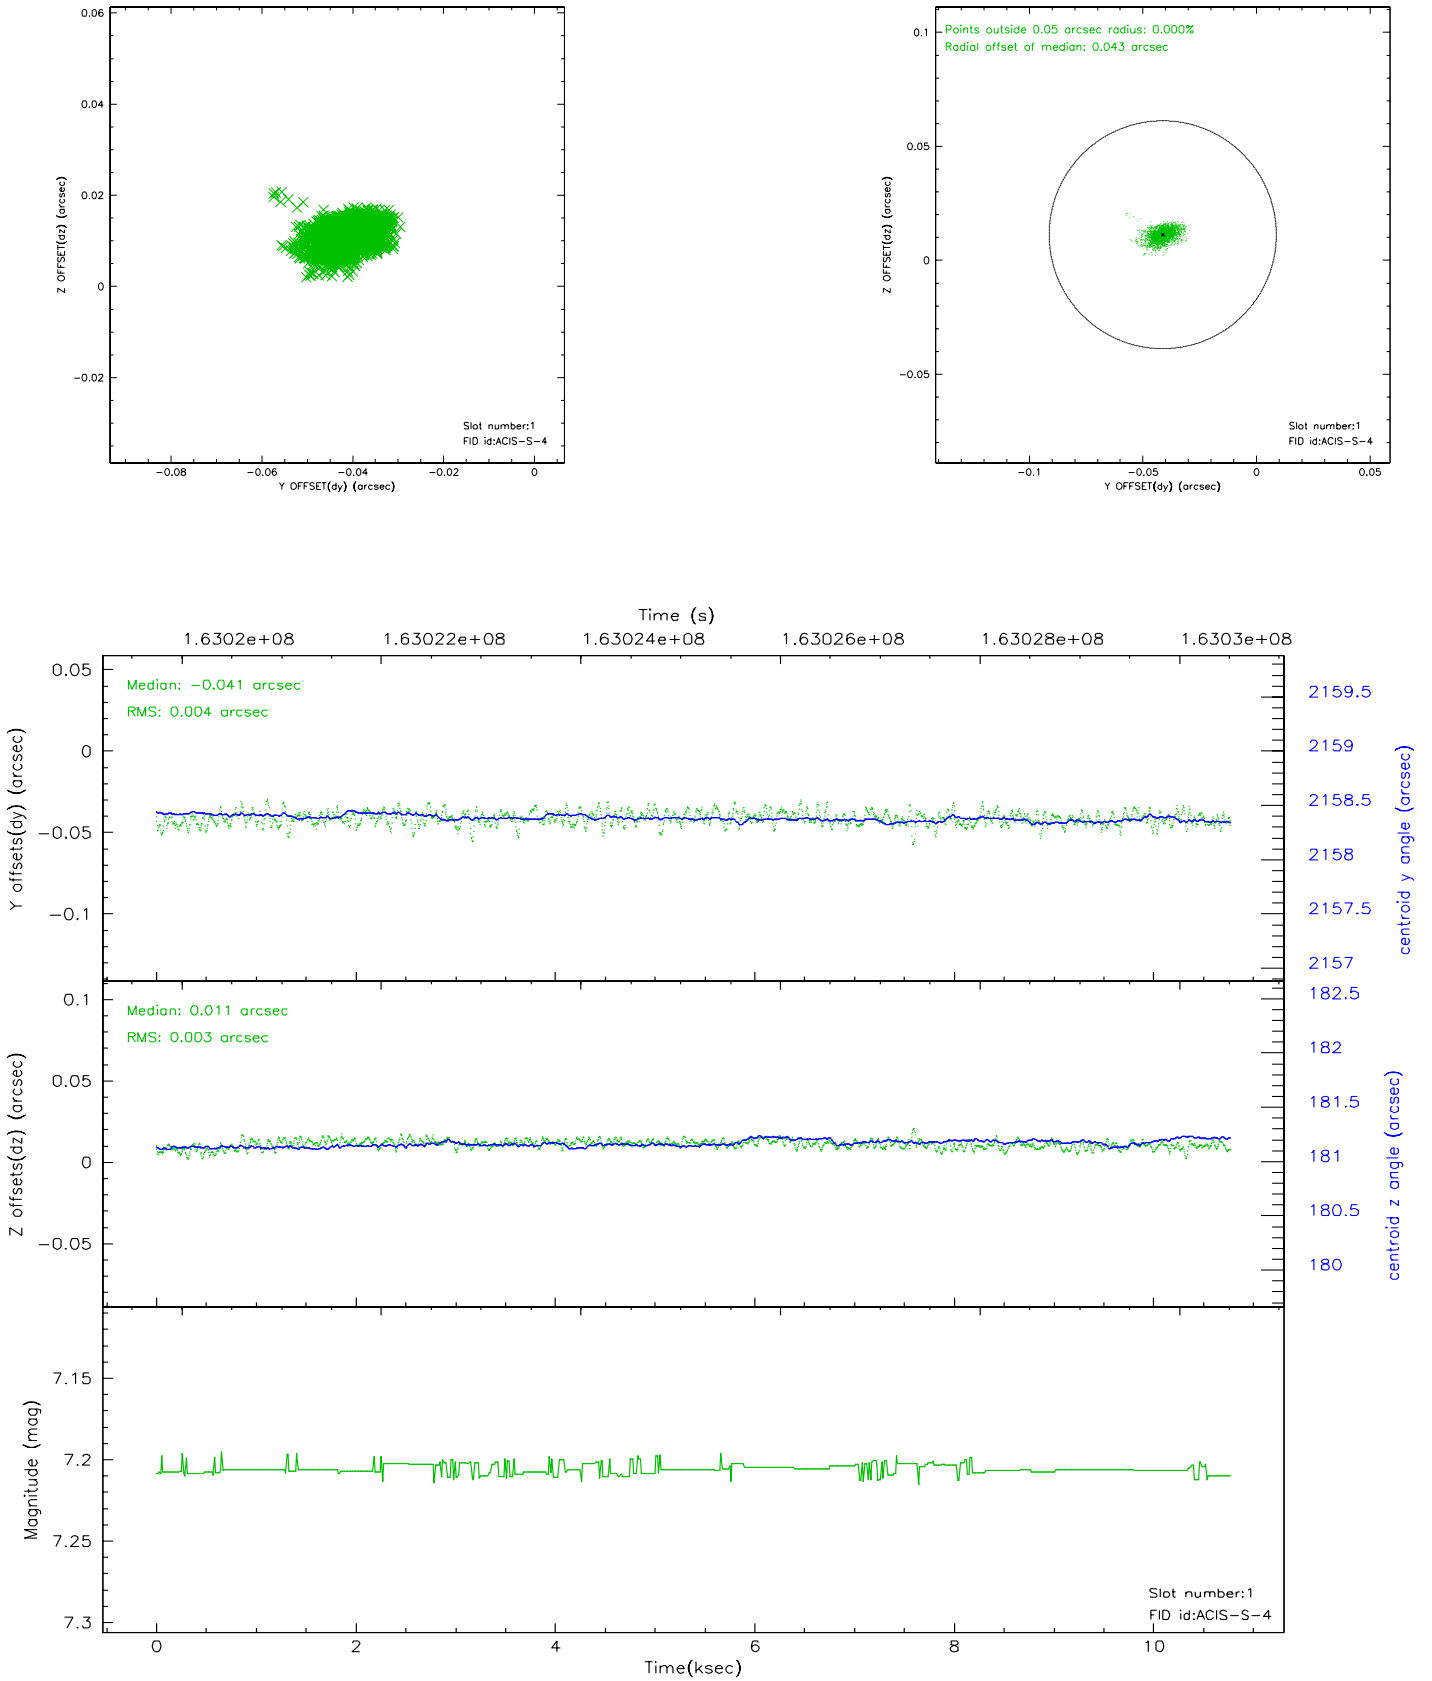 0.06
0.04
0.02
0
−0.02
Z OFFSET(dz) (arcsec)
Slot number:1
FID id:ACIS−S−4
−0.08 −0.06 −0.04 −0.02 0
Y OFFSET(dy) (arcsec)
Points outside 0.05 arcsec radius: 0.000%
Radial offset of median: 0.043 arcsec
0.1
0.05
0
−0.05
Z OFFSET(dz) (arcsec)
Slot number:1
FID id:ACIS−S−4
−0.1 −0.05 0 0.05
Y OFFSET(dy) (arcsec)
Time (s)
1.6302e+08 1.63022e+08 1.63024e+08 1.63026e+08 1.63028e+08 1.6303e+08
Median: −0.041 arcsec
RMS: 0.004 arcsec
0.05
0
−0.05
−0.1
Y offsets(dy) (arcsec)
2159.5
2159
2158.5
2158
2157.5
2157
centroid y angle (arcsec)
Median: 0.011 arcsec
RMS: 0.003 arcsec
0.1
0.05
0
−0.05
Z offsets(dz) (arcsec)
182.5
182
181.5
181
180.5
180
centroid z angle (arcsec)
7.15
7.2
7.25
7.3
Magnitude (mag)
Slot number:1
FID id:ACIS−S−4
0 2 4 6 8 10
Time(ksec)